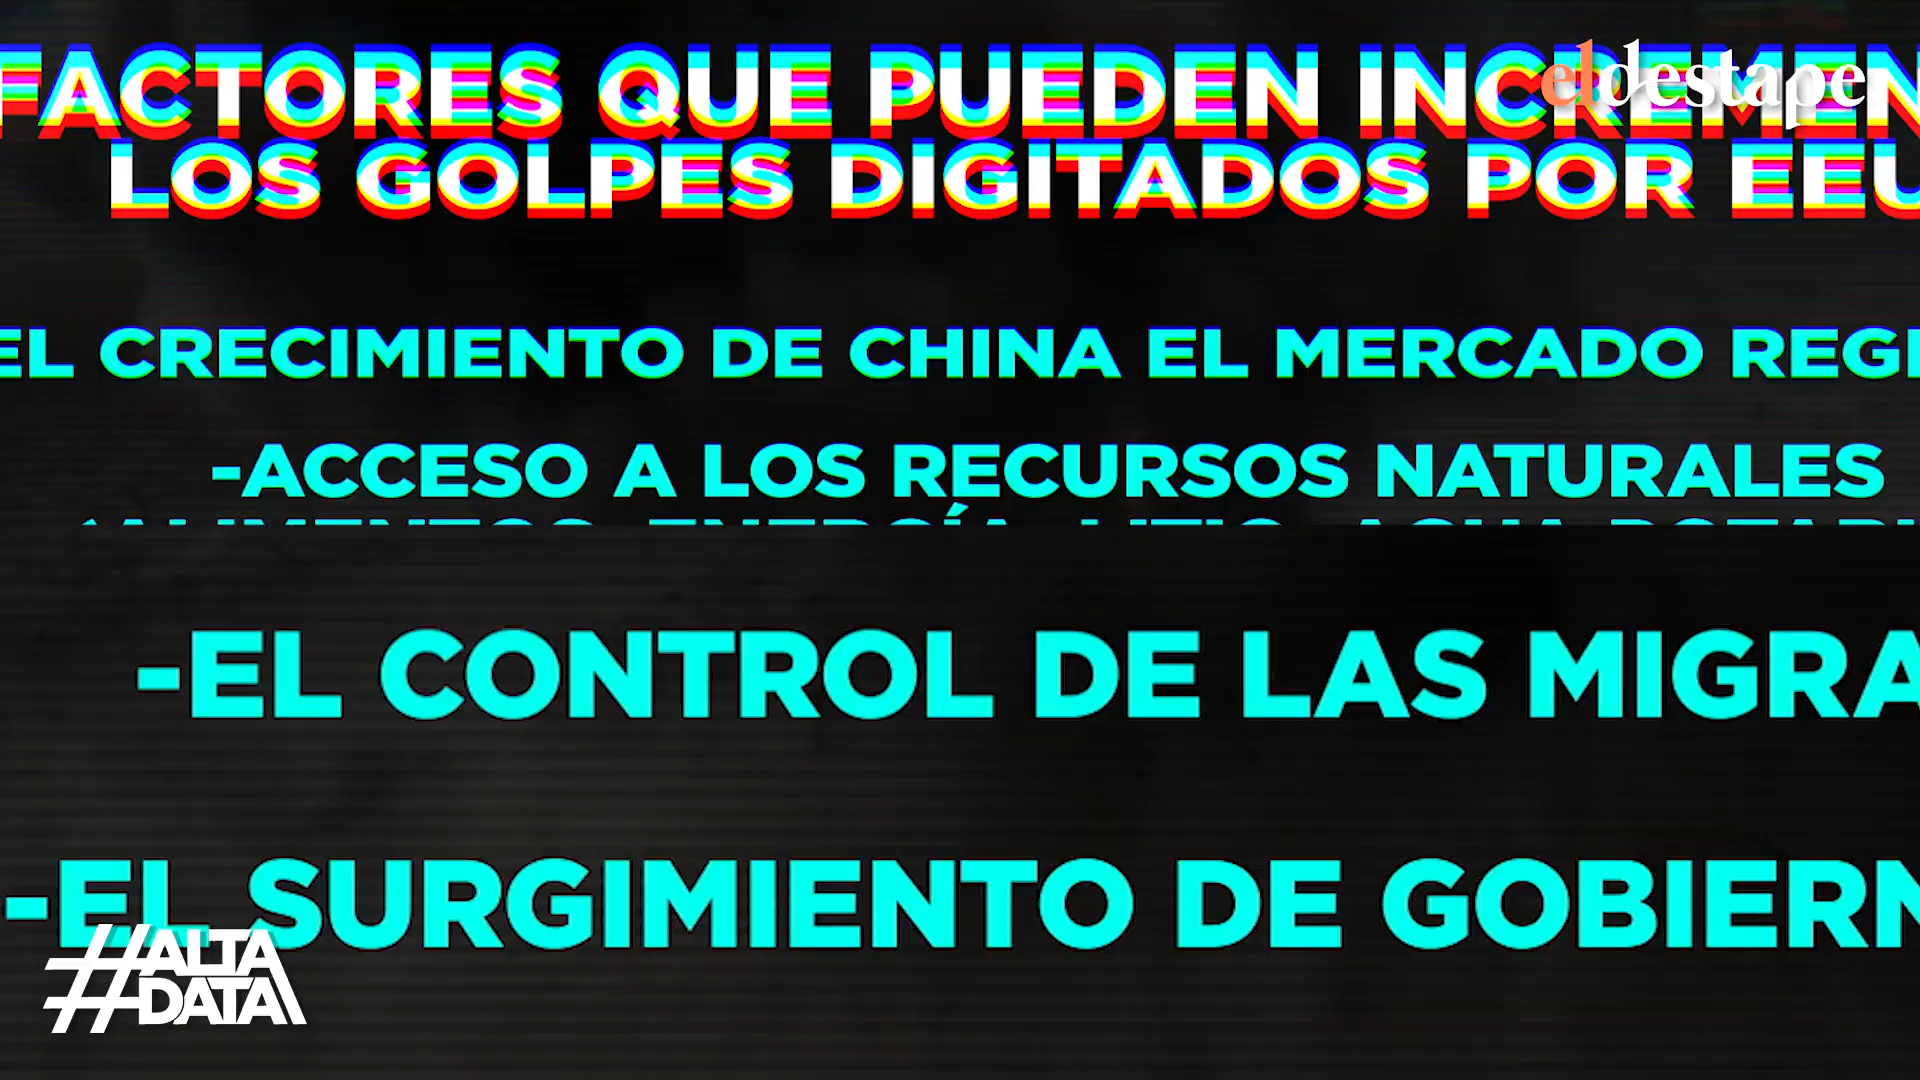 FACTORES QUE PUEDEN INCREMEN
eldestape
LOS GOLPES DIGITADOS POR EEU
EL CRECIMIENTO DE CHINA EL MERCADO REGI
-ACCESO A LOS RECURSOS NATURALES
-EL CONTROL DE LAS MIGRA
-EL SURGIMIENTO DE GOBIERN
#ALTA
DATA